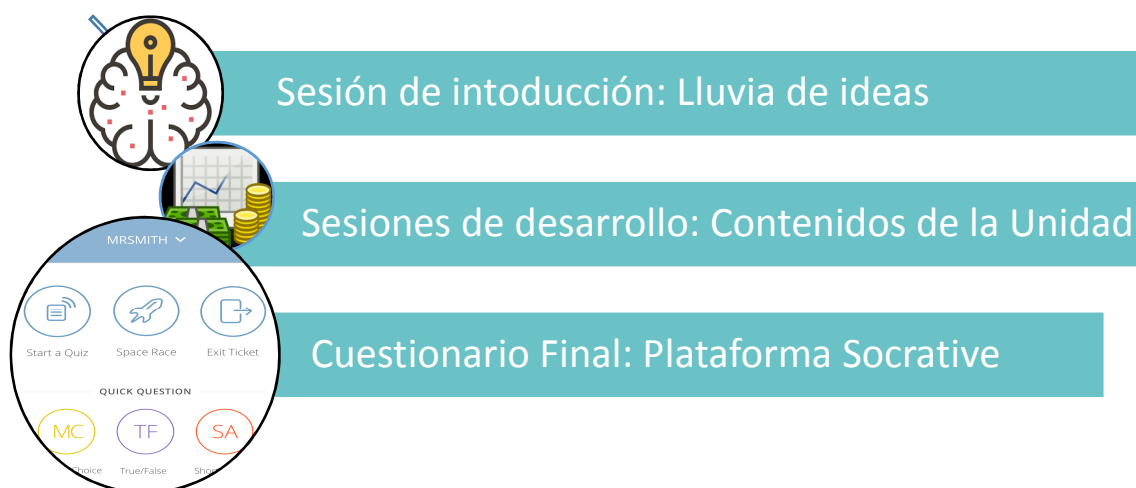 Sesión de intoducción: Lluvia de ideas
Sesiones de desarrollo: Contenidos de la Unidad
MRSMITH
Start a Quiz Space Race Exit Ticket
Cuestionario Final: Plataforma Socrative
QUICK QUESTION
MC TF SA
Choice True/False